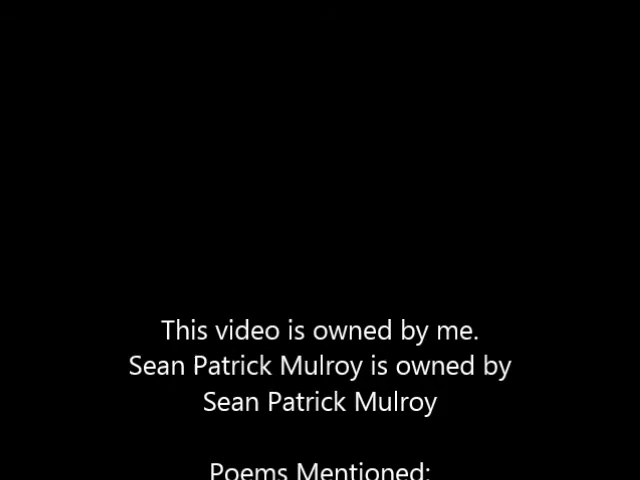 This video is owned by me.
Sean Patrick Mulroy is owned by
Sean Patrick Mulroy
Poems Mentioned: